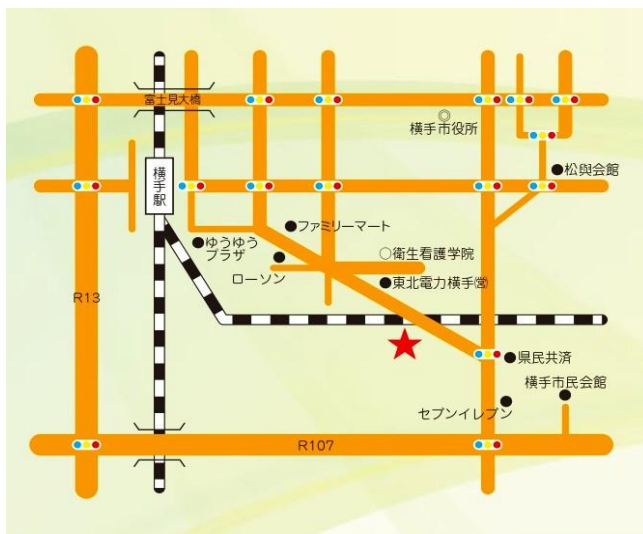 富士見大橋
横手市役所
横手駅
松與会館
ファミリーマート
ゆうゆう
プラザ
衛生看護学院
ローソン
東北電力横手㊂
R13
県民共済
横手市民会館
セブンイレブン
R107